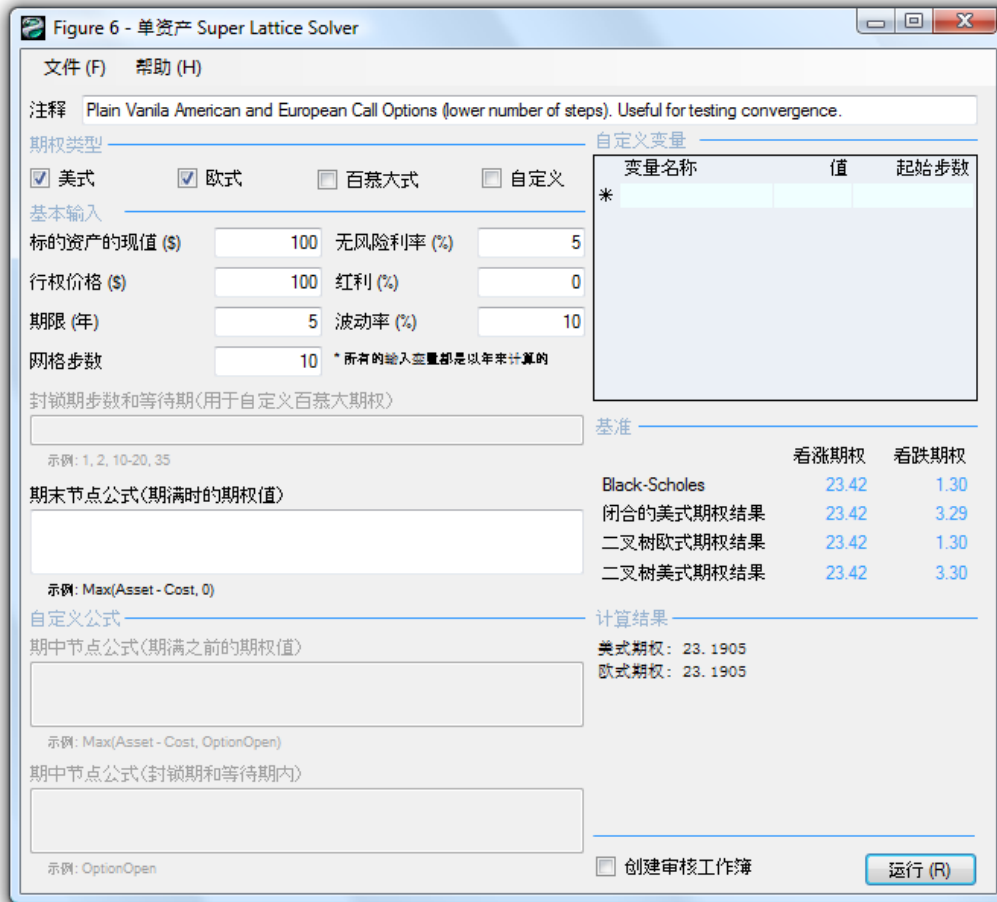 Figure 6 - 单资产 Super Lattice Solver
文件 (F) 帮助 (H)
注释 Plain Vanila American and European Call Options (lower number of steps). Useful for testing convergence.
期权类型
美式 欧式 百慕大式 自定义
基本输入
标的资产的现值 ($) 100 无风险利率 (%) 5
行权价格 ($) 100 红利 (%) 0
期限 (年) 5 波动率 (%) 10
网格步数 10 * 所有的输入变量都是以年来计算的
封锁期步数和等待期(用于自定义百慕大期权)
示例: 1, 2, 10-20, 35
期末节点公式(期满时的期权值)
示例: Max(Asset - Cost, 0)
自定义公式
期中节点公式(期满之前的期权值)
示例: Max(Asset - Cost, OptionOpen)
期中节点公式(封锁期和等待期内)
示例: OptionOpen
自定义变量
变量名称 值 起始步数
*
基准
看涨期权 看跌期权
Black-Scholes 23.42 1.30
闭合的美式期权结果 23.42 3.29
二叉树欧式期权结果 23.42 1.30
二叉树美式期权结果 23.42 3.30
计算结果
美式期权: 23.1905
欧式期权: 23.1905
创建审核工作簿 运行 (R)